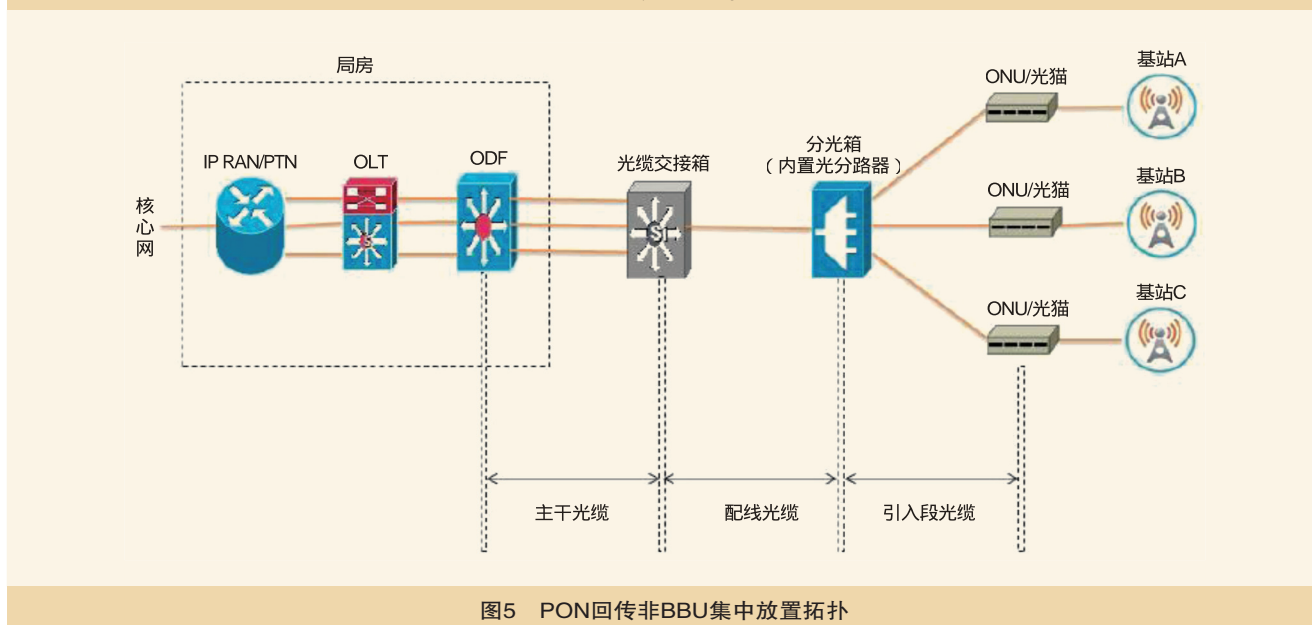 局房
IP RAN/PTN
OLT
ODF
光缆交接箱
分光箱
（内置光分路器）
ONU/光猫
基站A
ONU/光猫
基站B
ONU/光猫
基站C
核
心
网
S
SI
主干光缆
配线光缆
引入段光缆
图5 PON回传非BBU集中放置拓扑